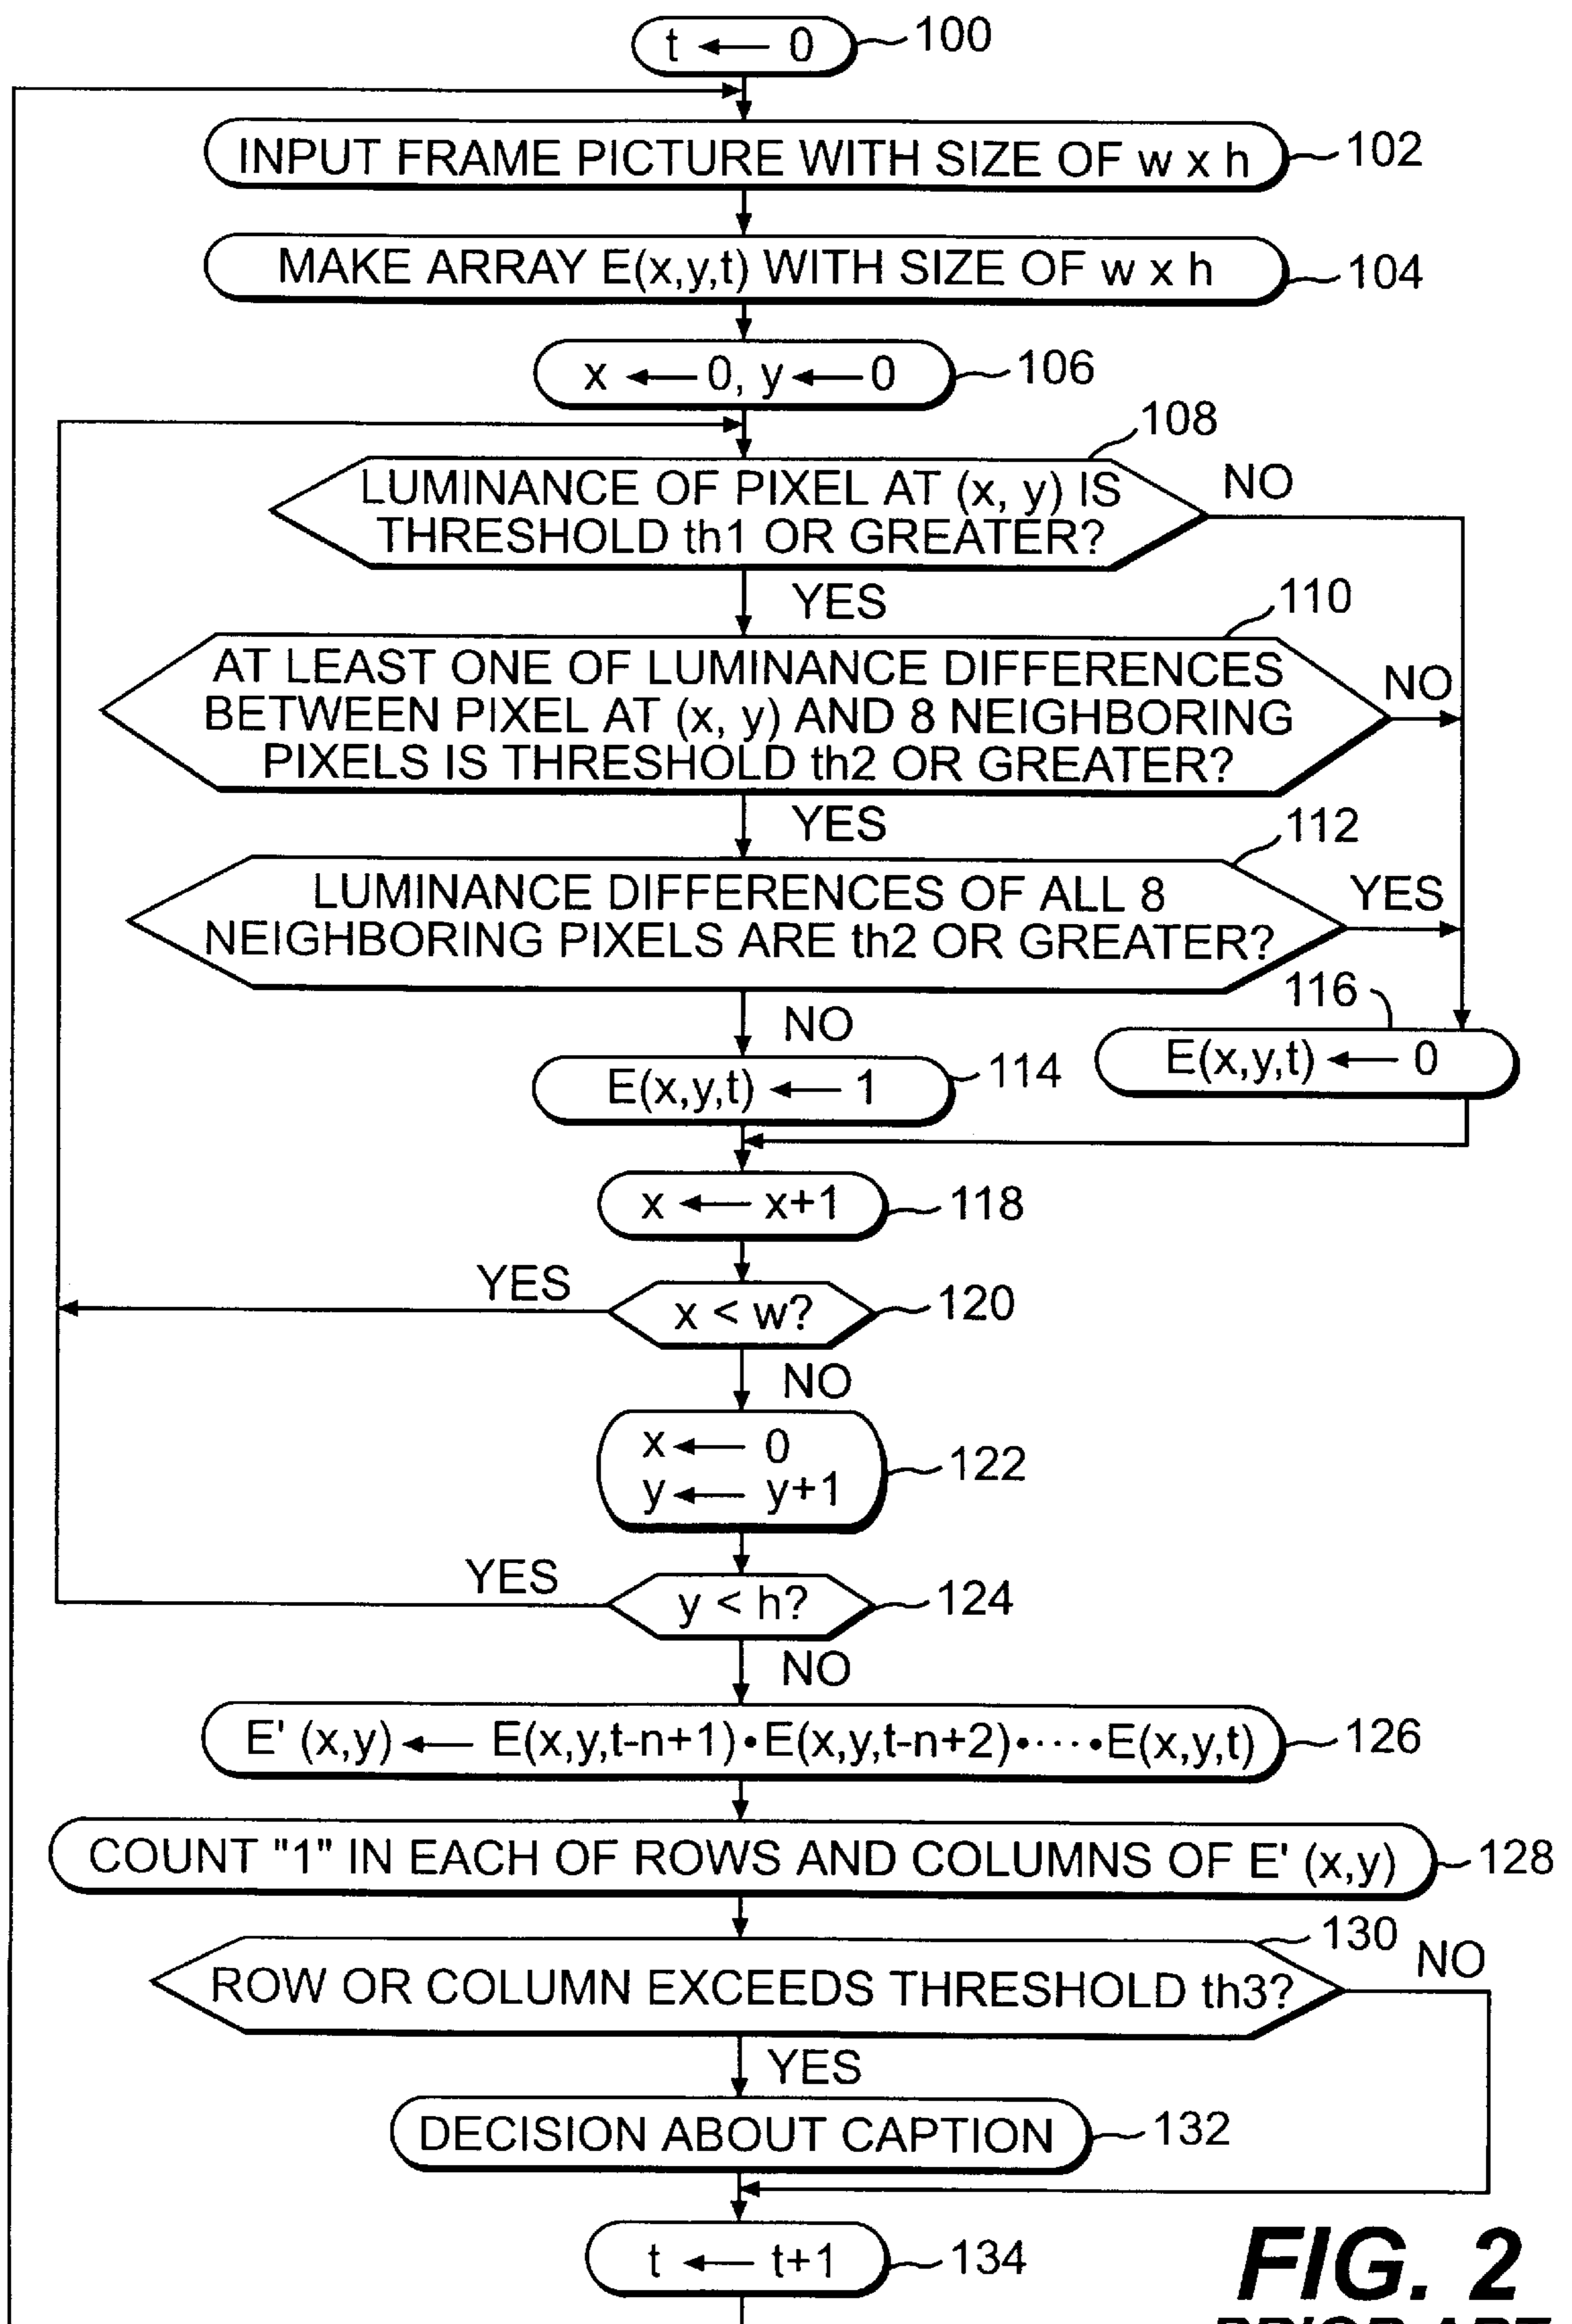 t ← 0 100
INPUT FRAME PICTURE WITH SIZE OF w x h 102
MAKE ARRAY E(x,y,t) WITH SIZE OF w x h 104
x ← 0, y ← 0 106
108
LUMINANCE OF PIXEL AT (x, y) IS
THRESHOLD th1 OR GREATER?
NO
YES
110
AT LEAST ONE OF LUMINANCE DIFFERENCES
BETWEEN PIXEL AT (x, y) AND 8 NEIGHBORING
PIXELS IS THRESHOLD th2 OR GREATER?
NO
YES
112
LUMINANCE DIFFERENCES OF ALL 8
NEIGHBORING PIXELS ARE th2 OR GREATER?
YES
NO
116
E(x,y,t) ← 0
E(x,y,t) ← 1 114
x ← x+1 118
YES
x < w? 120
NO
x ← 0
y ← y+1
122
YES
y < h? 124
NO
E' (x,y) ← E(x,y,t-n+1)•E(x,y,t-n+2)•····•E(x,y,t) 126
COUNT "1" IN EACH OF ROWS AND COLUMNS OF E' (x,y) 128
130
ROW OR COLUMN EXCEEDS THRESHOLD th3?
NO
YES
DECISION ABOUT CAPTION 132
t ← t+1 134
FIG. 2
PRIOR ART